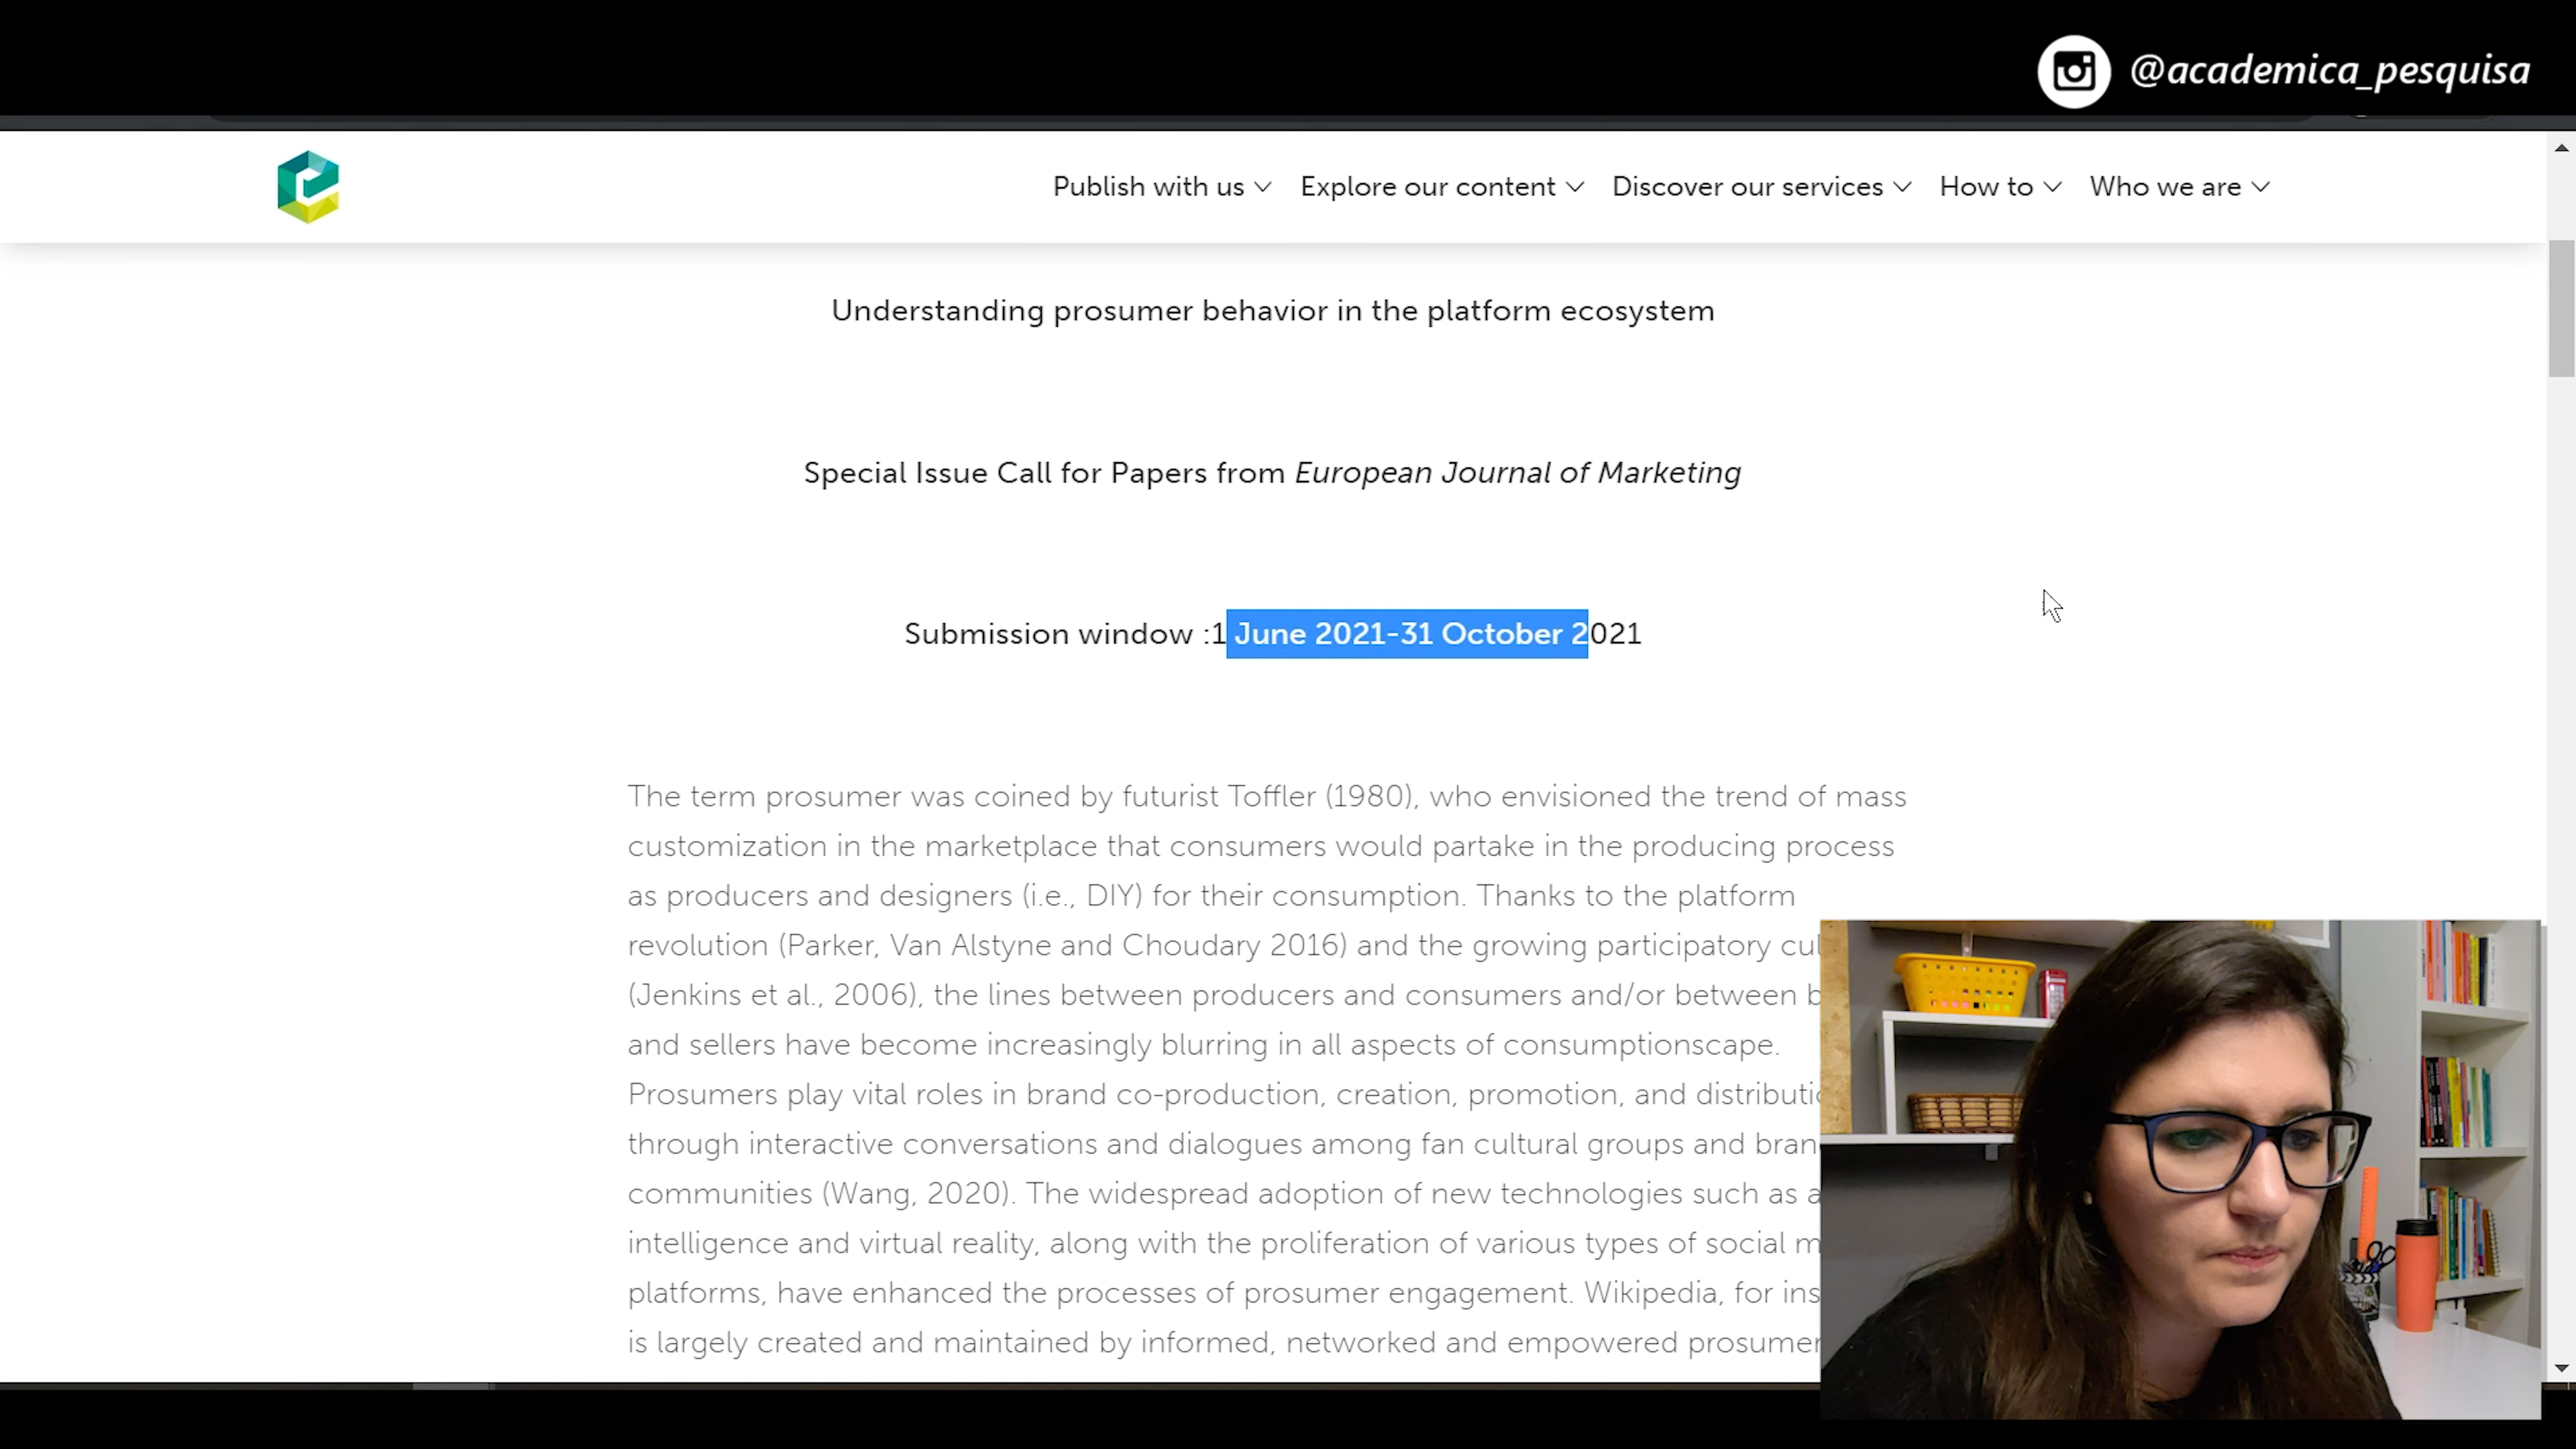 @academica_pesquisa
Publish with us Explore our content Discover our services How to Who we are
Understanding prosumer behavior in the platform ecosystem
Special Issue Call for Papers from European Journal of Marketing
Submission window :1 June 2021-31 October 2021
The term prosumer was coined by futurist Toffler (1980), who envisioned the trend of mass
customization in the marketplace that consumers would partake in the producing process
as producers and designers (i.e., DIY) for their consumption. Thanks to the platform
revolution (Parker, Van Alstyne and Choudary 2016) and the growing participatory
(Jenkins et al., 2006), the lines between producers and consumers and/or between
and sellers have become increasingly blurring in all aspects of consumptionscape.
Prosumers play vital roles in brand co-production, creation, promotion, and
through interactive conversations and dialogues among fan cultural groups and
communities (Wang, 2020). The widespread adoption of new technologies such as
intelligence and virtual reality, along with the proliferation of various types of social
platforms, have enhanced the processes of prosumer engagement. Wikipedia, for
is largely created and maintained by informed, networked and empowered prosumer